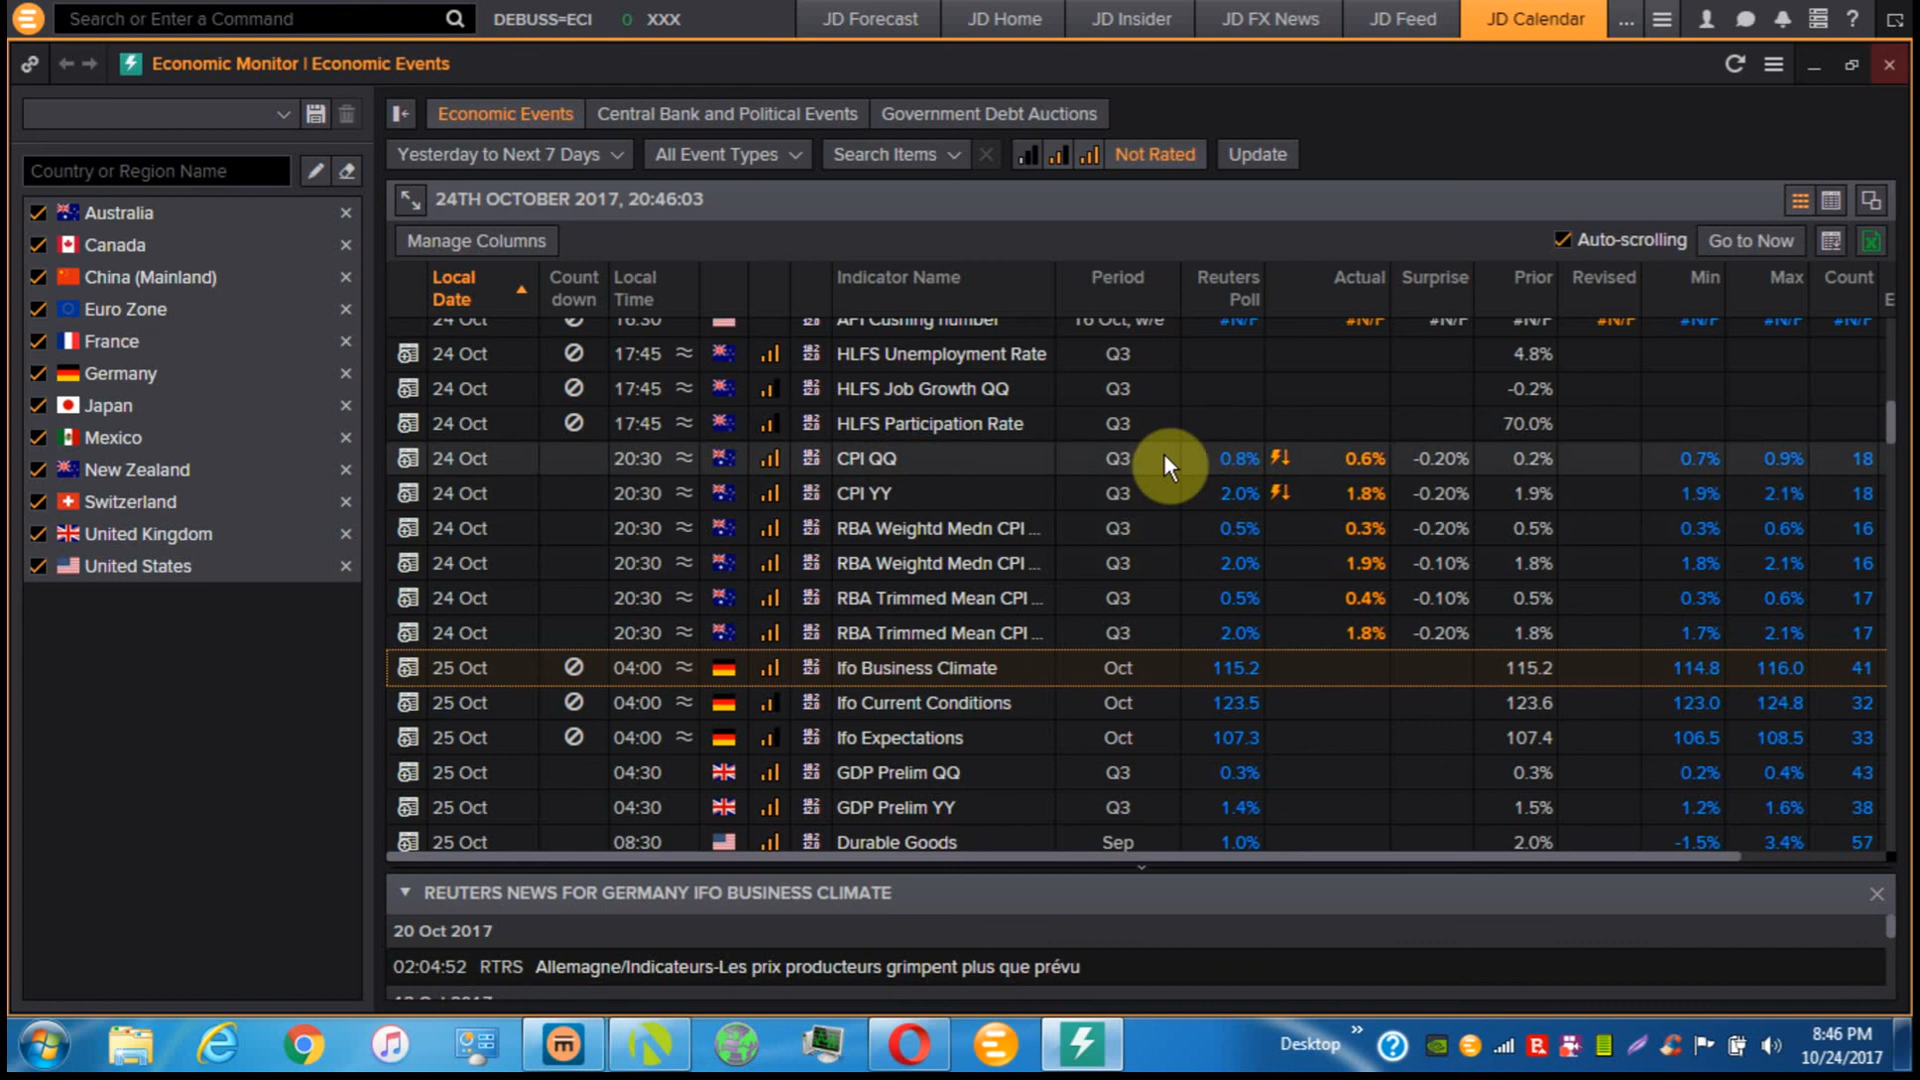 Search or Enter a Command DEBUSS=ECI 0 XXX JD Forecast JD Home JD Insider JD FX News JD Feed JD Calendar ... ?
Economic Monitor | Economic Events
Economic Events Central Bank and Political Events Government Debt Auctions
Yesterday to Next 7 Days All Event Types Search Items Not Rated Update
Country or Region Name
Australia
Canada
China (Mainland)
Euro Zone
France
Germany
Japan
Mexico
New Zealand
Switzerland
United Kingdom
United States
24TH OCTOBER 2017, 20:46:03
Manage Columns Auto-scrolling Go to Now
Local Date Count down Local Time Indicator Name Period Reuters Poll Actual Surprise Prior Revised Min Max Count E
24 Oct 16:30 API Cushing number 16 Oct, w/e #N/F #N/F #N/F #N/F #N/F #N/F #N/F #N/F
24 Oct 17:45 HLFS Unemployment Rate Q3 4.8%
24 Oct 17:45 HLFS Job Growth QQ Q3 -0.2%
24 Oct 17:45 HLFS Participation Rate Q3 70.0%
24 Oct 20:30 CPI QQ Q3 0.8% 0.6% -0.20% 0.2% 0.7% 0.9% 18
24 Oct 20:30 CPI YY Q3 2.0% 1.8% -0.20% 1.9% 1.9% 2.1% 18
24 Oct 20:30 RBA Weightd Medn CPI ... Q3 0.5% 0.3% -0.20% 0.5% 0.3% 0.6% 16
24 Oct 20:30 RBA Weightd Medn CPI ... Q3 2.0% 1.9% -0.10% 1.8% 1.8% 2.1% 16
24 Oct 20:30 RBA Trimmed Mean CPI ... Q3 0.5% 0.4% -0.10% 0.5% 0.3% 0.6% 17
24 Oct 20:30 RBA Trimmed Mean CPI ... Q3 2.0% 1.8% -0.20% 1.8% 1.7% 2.1% 17
25 Oct 04:00 Ifo Business Climate Oct 115.2 115.2 114.8 116.0 41
25 Oct 04:00 Ifo Current Conditions Oct 123.5 123.6 123.0 124.8 32
25 Oct 04:00 Ifo Expectations Oct 107.3 107.4 106.5 108.5 33
25 Oct 04:30 GDP Prelim QQ Q3 0.3% 0.3% 0.2% 0.4% 43
25 Oct 04:30 GDP Prelim YY Q3 1.4% 1.5% 1.2% 1.6% 38
25 Oct 08:30 Durable Goods Sep 1.0% 2.0% -1.5% 3.4% 57
REUTERS NEWS FOR GERMANY IFO BUSINESS CLIMATE
20 Oct 2017
02:04:52 RTRS Allemagne/Indicateurs-Les prix producteurs grimpent plus que prévu
Desktop » 8:46 PM
10/24/2017